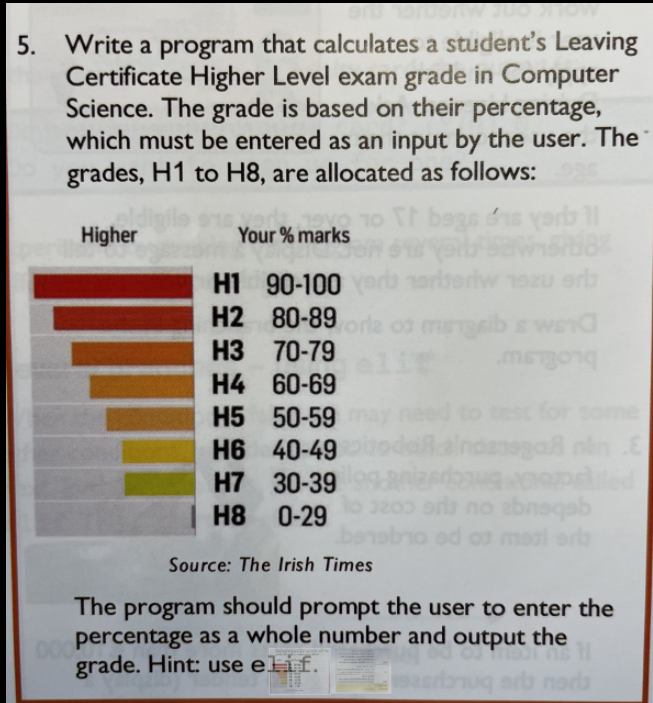 5. Write a program that calculates a student's Leaving
Certificate Higher Level exam grade in Computer
Science. The grade is based on their percentage,
which must be entered as an input by the user. The
grades, H1 to H8, are allocated as follows:
Higher Your % marks
H1 90-100
H2 80-89
H3 70-79
H4 60-69
H5 50-59
H6 40-49
H7 30-39
H8 0-29
Source: The Irish Times
The program should prompt the user to enter the
percentage as a whole number and output the
grade. Hint: use elif.